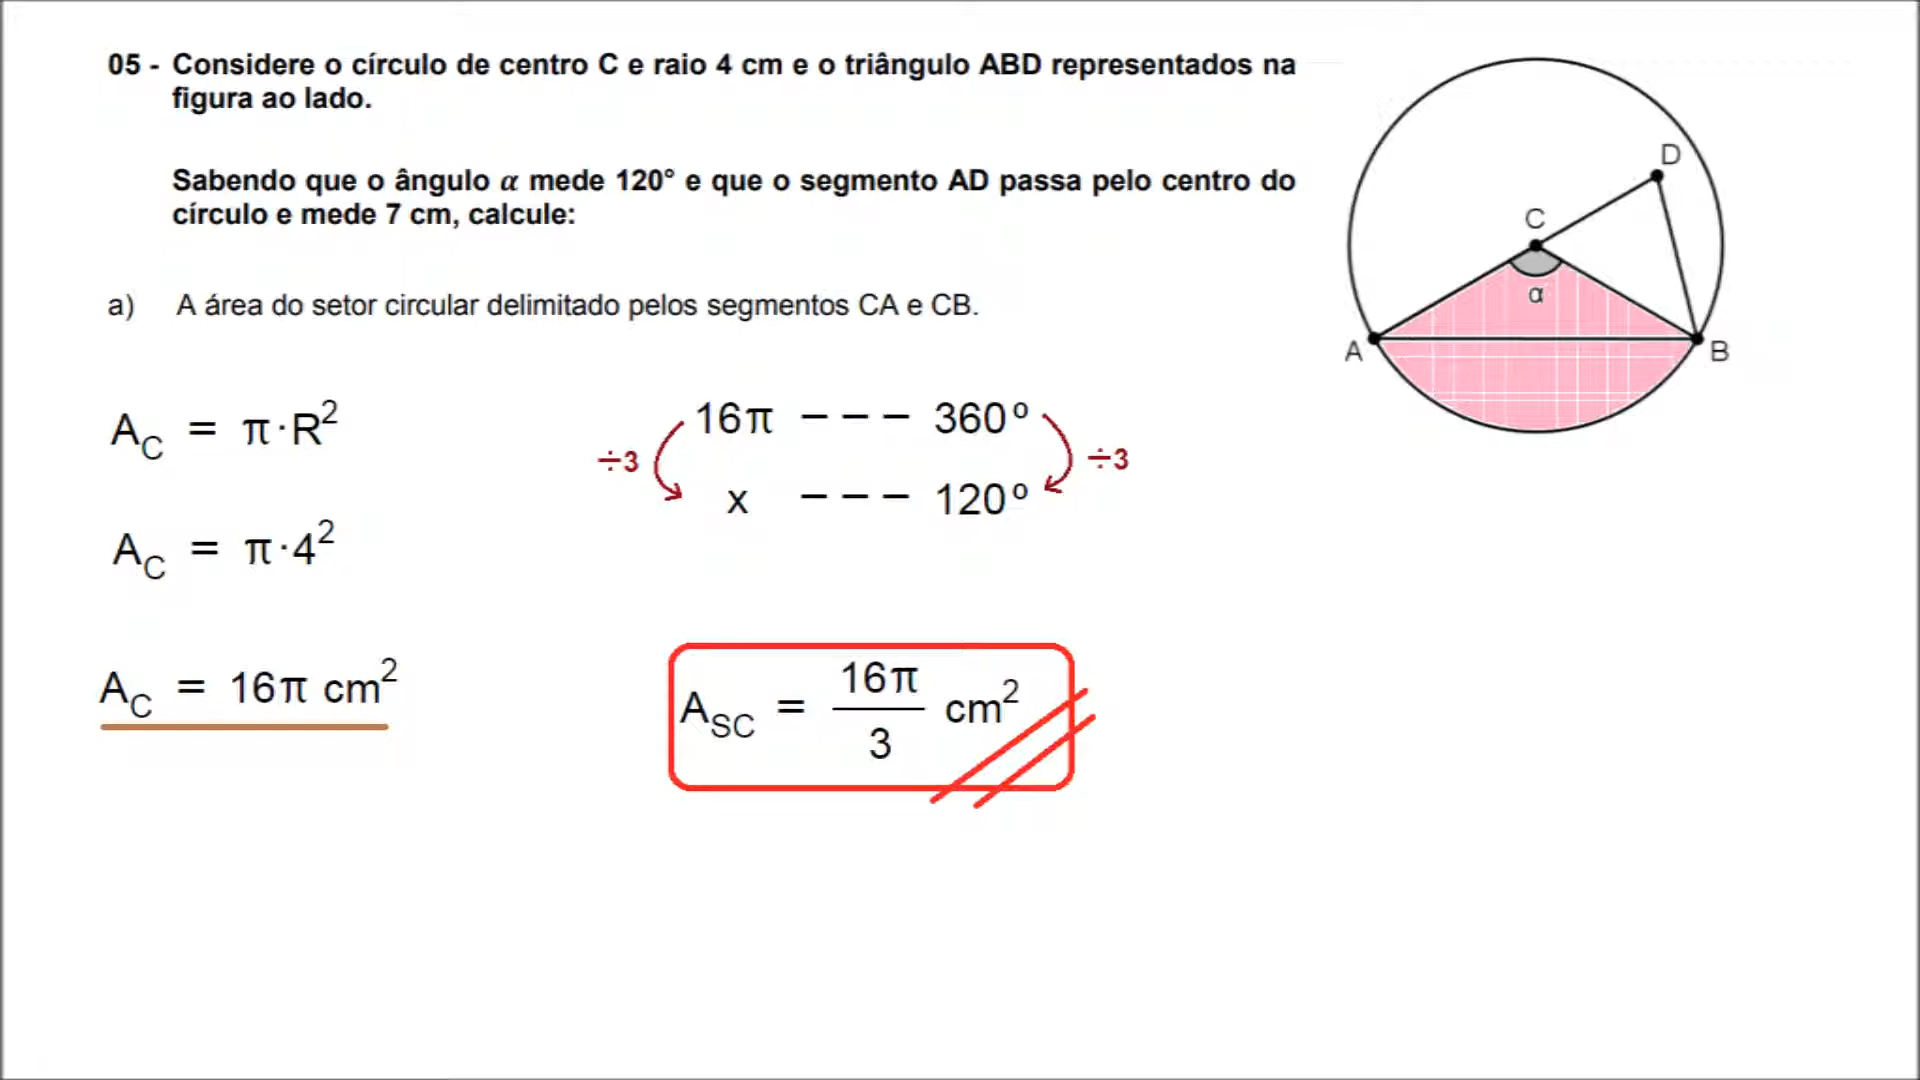 05 - Considere o círculo de centro C e raio 4 cm e o triângulo ABD representados na
figura ao lado.
Sabendo que o ângulo α mede 120° e que o segmento AD passa pelo centro do
círculo e mede 7 cm, calcule:
a) A área do setor circular delimitado pelos segmentos CA e CB.
D
C
α
A
B
A_C = π·R²
A_C = π·4²
A_C = 16π cm²
16π --- 360º
÷3 ÷3
x --- 120º
A_SC = 16π/3 cm²